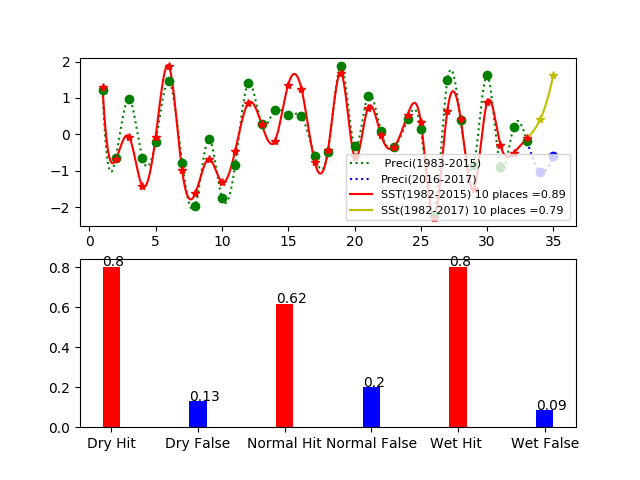 2
1
0
−1
−2
Preci(1983-2015)
Preci(2016-2017)
SST(1982-2015) 10 places =0.89
SSt(1982-2017) 10 places =0.79
0 5 10 15 20 25 30 35
0.8
0.6
0.4
0.2
0.0
0.8 0.13 0.62 0.2 0.8 0.09
Dry Hit Dry False Normal Hit Normal False Wet Hit Wet False